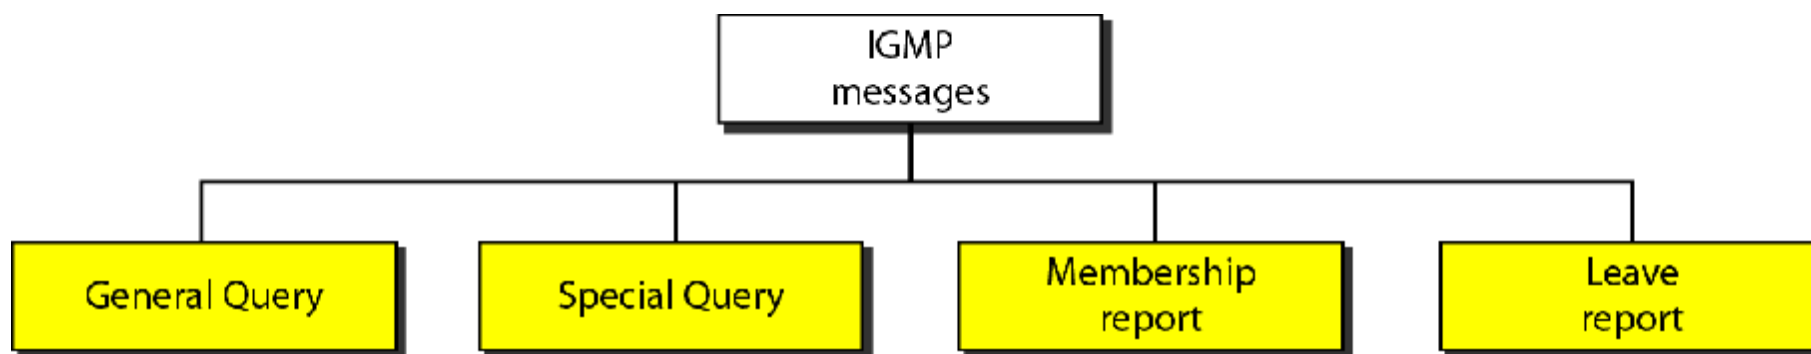 IGMP
messages
General Query
Special Query
Membership
report
Leave
report